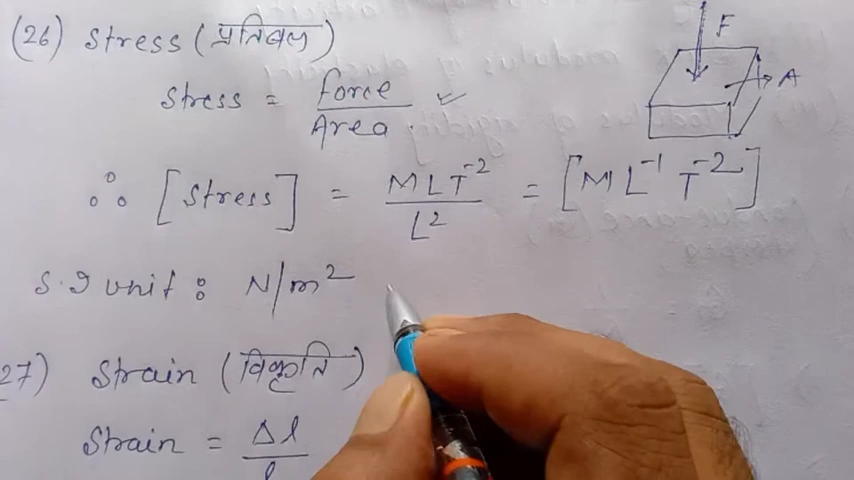 (26) Stress (प्रतिबल)
F
A
Stress = Force / Area
∴ [Stress] = MLT⁻² / L² = [ML⁻¹T⁻²]
S.I unit : N/m²
27) Strain (विकृति)
Strain = Δl / l